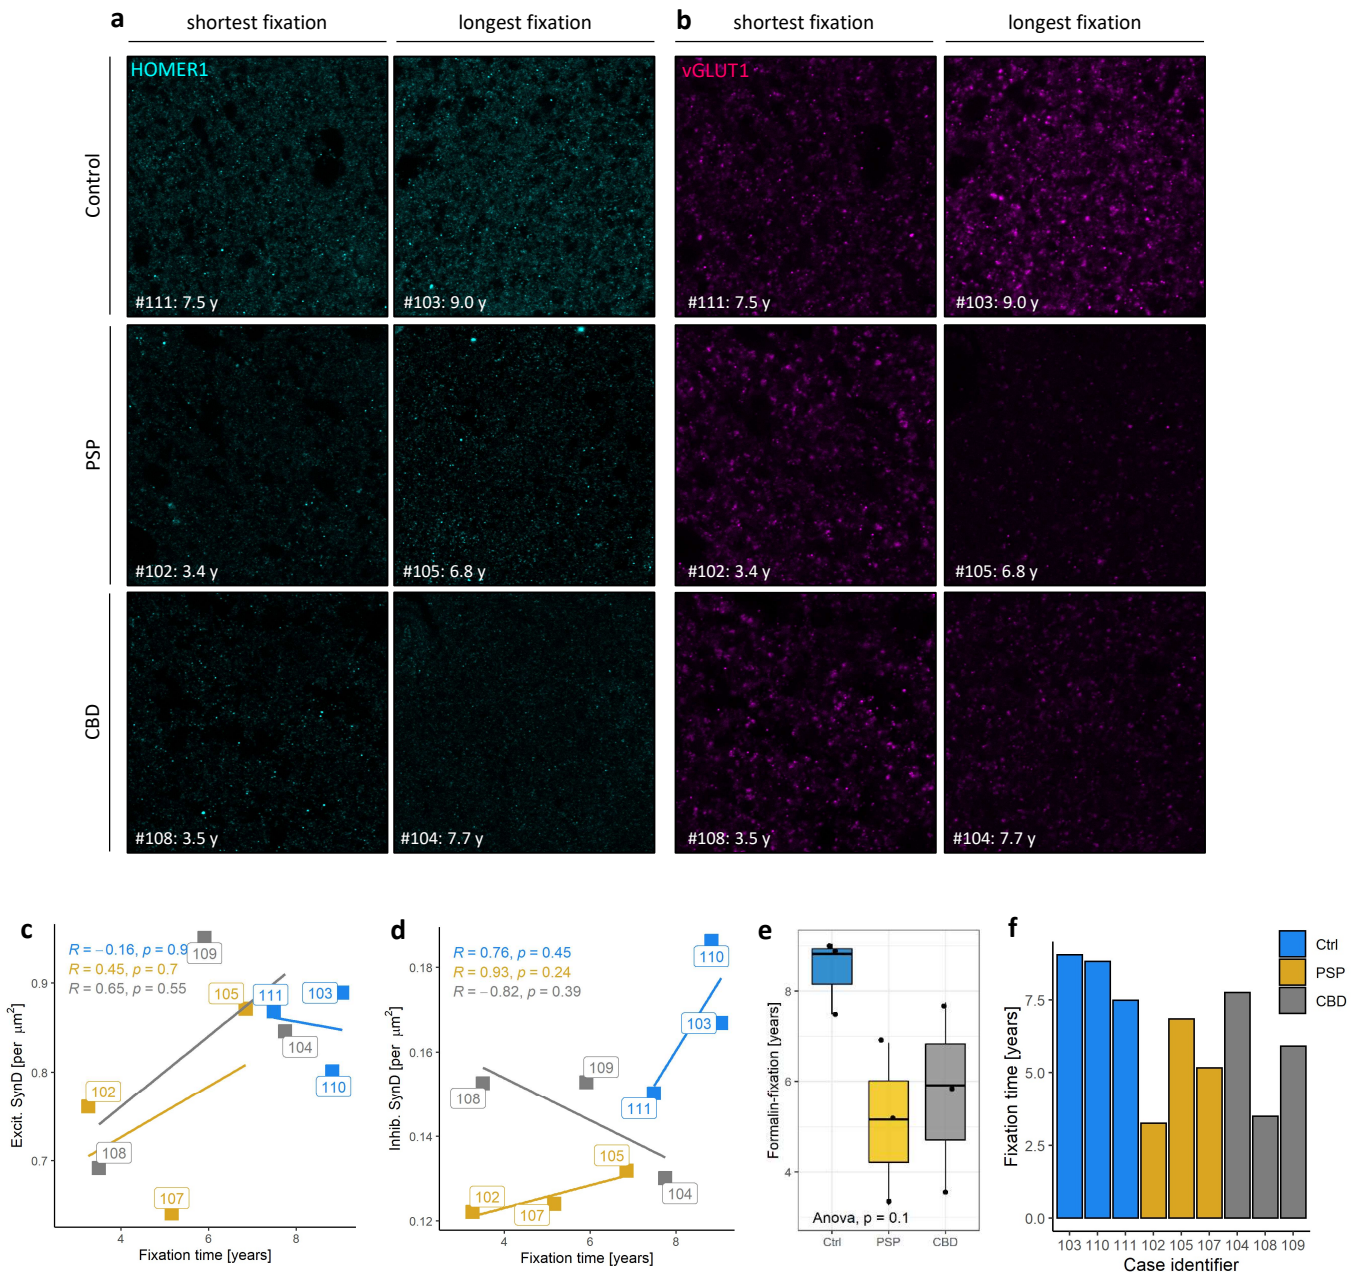 a
shortest fixation
longest fixation
b
shortest fixation
longest fixation
Control
HOMER1
vGLUT1
#111: 7.5 y
#103: 9.0 y
#111: 7.5 y
#103: 9.0 y
PSP
#102: 3.4 y
#105: 6.8 y
#102: 3.4 y
#105: 6.8 y
CBD
#108: 3.5 y
#104: 7.7 y
#108: 3.5 y
#104: 7.7 y
c
R = −0.16, p = 0.9
R = 0.45, p = 0.7
R = 0.65, p = 0.55
Excit. SynD [per μm²]
0.9
0.8
0.7
109
105
111
103
104
110
102
108
107
4
6
8
Fixation time [years]
d
R = 0.76, p = 0.45
R = 0.93, p = 0.24
R = −0.82, p = 0.39
Inhib. SynD [per μm²]
0.18
0.16
0.14
0.12
110
103
109
108
111
105
104
102
107
4
6
8
Fixation time [years]
e
Formalin-fixation [years]
8
6
4
Anova, p = 0.1
Ctrl
PSP
CBD
f
Fixation time [years]
7.5
5.0
2.5
0.0
103 110 111 102 105 107 104 108 109
Case identifier
Ctrl
PSP
CBD